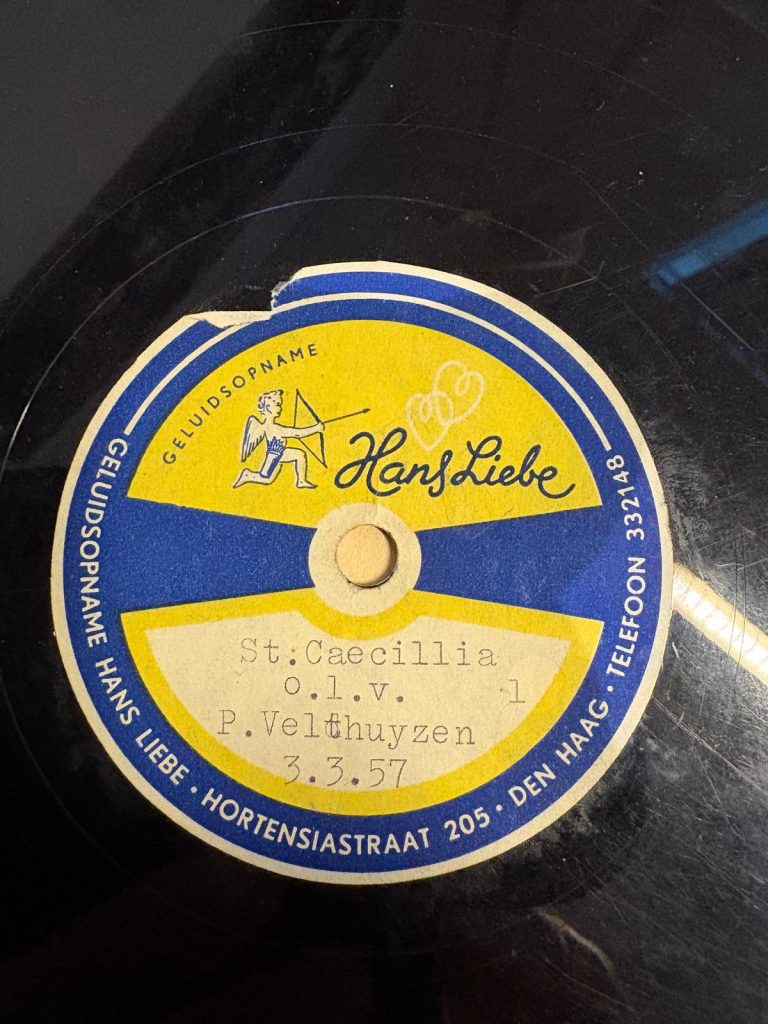 GELUIDSOPNAME
Hans Liebe
St.Caecillia
o.l.v. 1
P.Velthuyzen
3.3.57
GELUIDSOPNAME HANS LIEBE • HORTENSIASTRAAT 205 • DEN HAAG • TELEFOON 332148